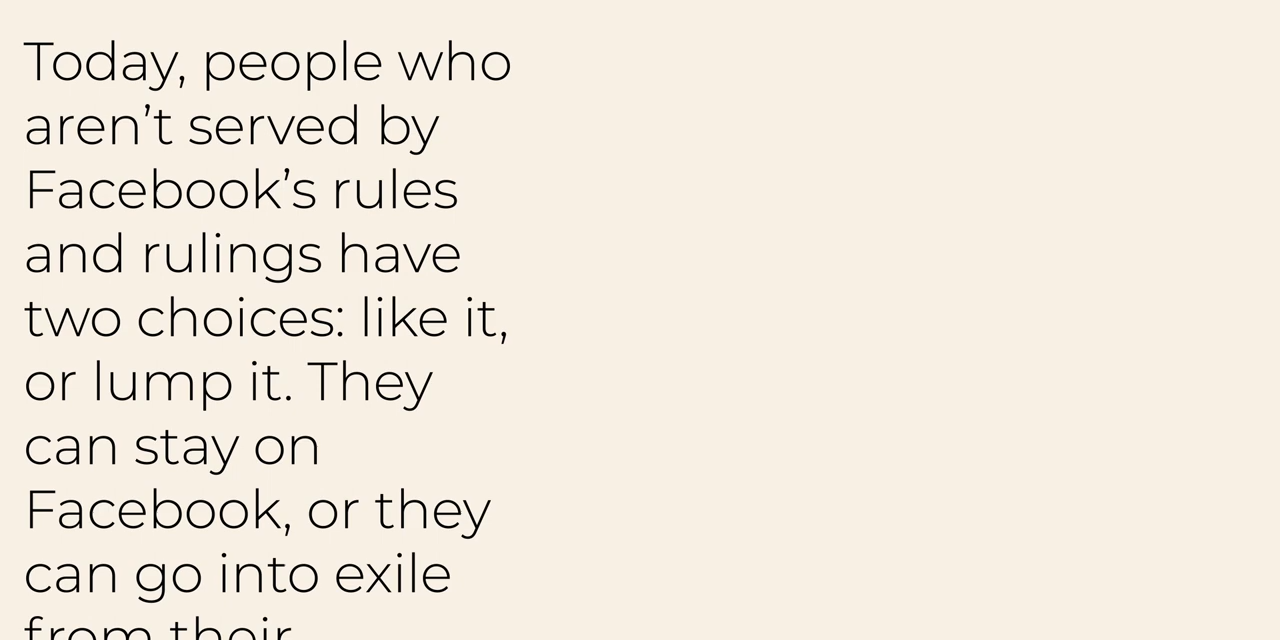 Today, people who
aren’t served by
Facebook’s rules
and rulings have
two choices: like it,
or lump it. They
can stay on
Facebook, or they
can go into exile
from their